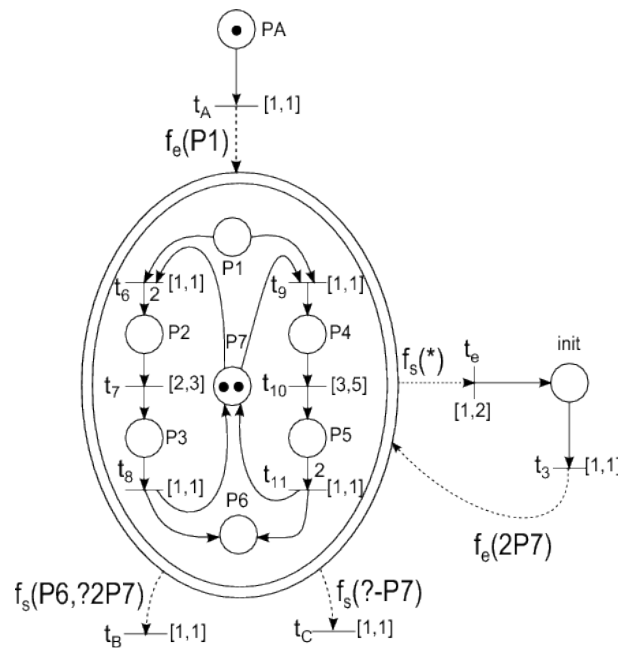 PA
tA [1,1]
fe(P1)
P1
t6 2 [1,1]
t9 [1,1]
P2
P7
P4
init
fs(*)
te
t7 [2,3]
t10 [3,5]
[1,2]
P3
P5
t8
t11 2
t3 [1,1]
[1,1]
P6
[1,1]
fe(2P7)
fs(P6,?2P7)
fs(?-P7)
tB [1,1]
tC [1,1]